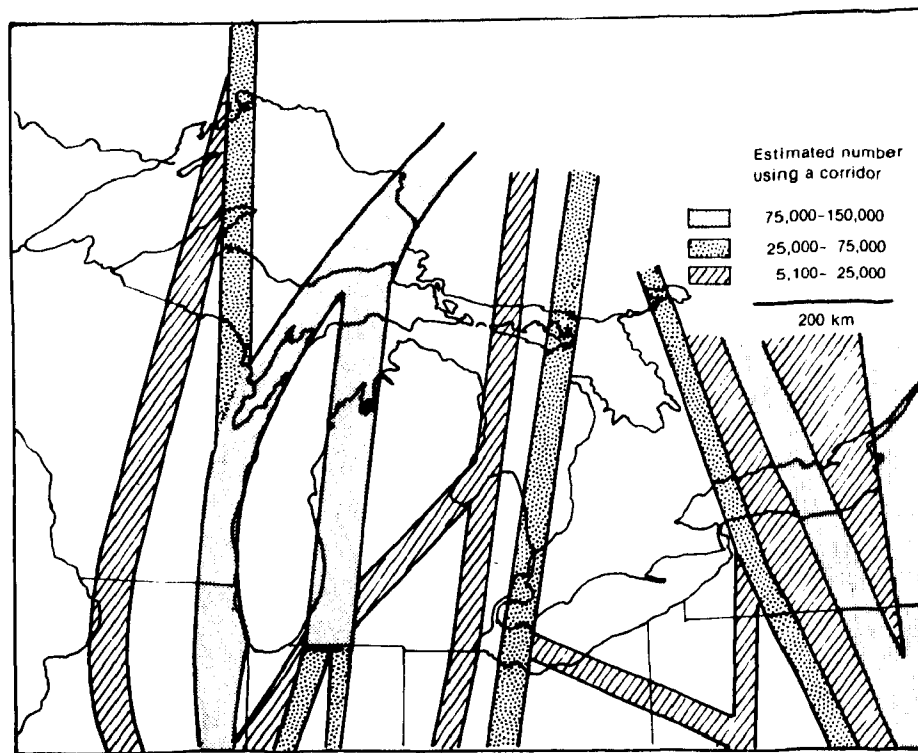 Estimated number
using a corridor
75,000-150,000
25,000- 75,000
5,100- 25,000
200 km